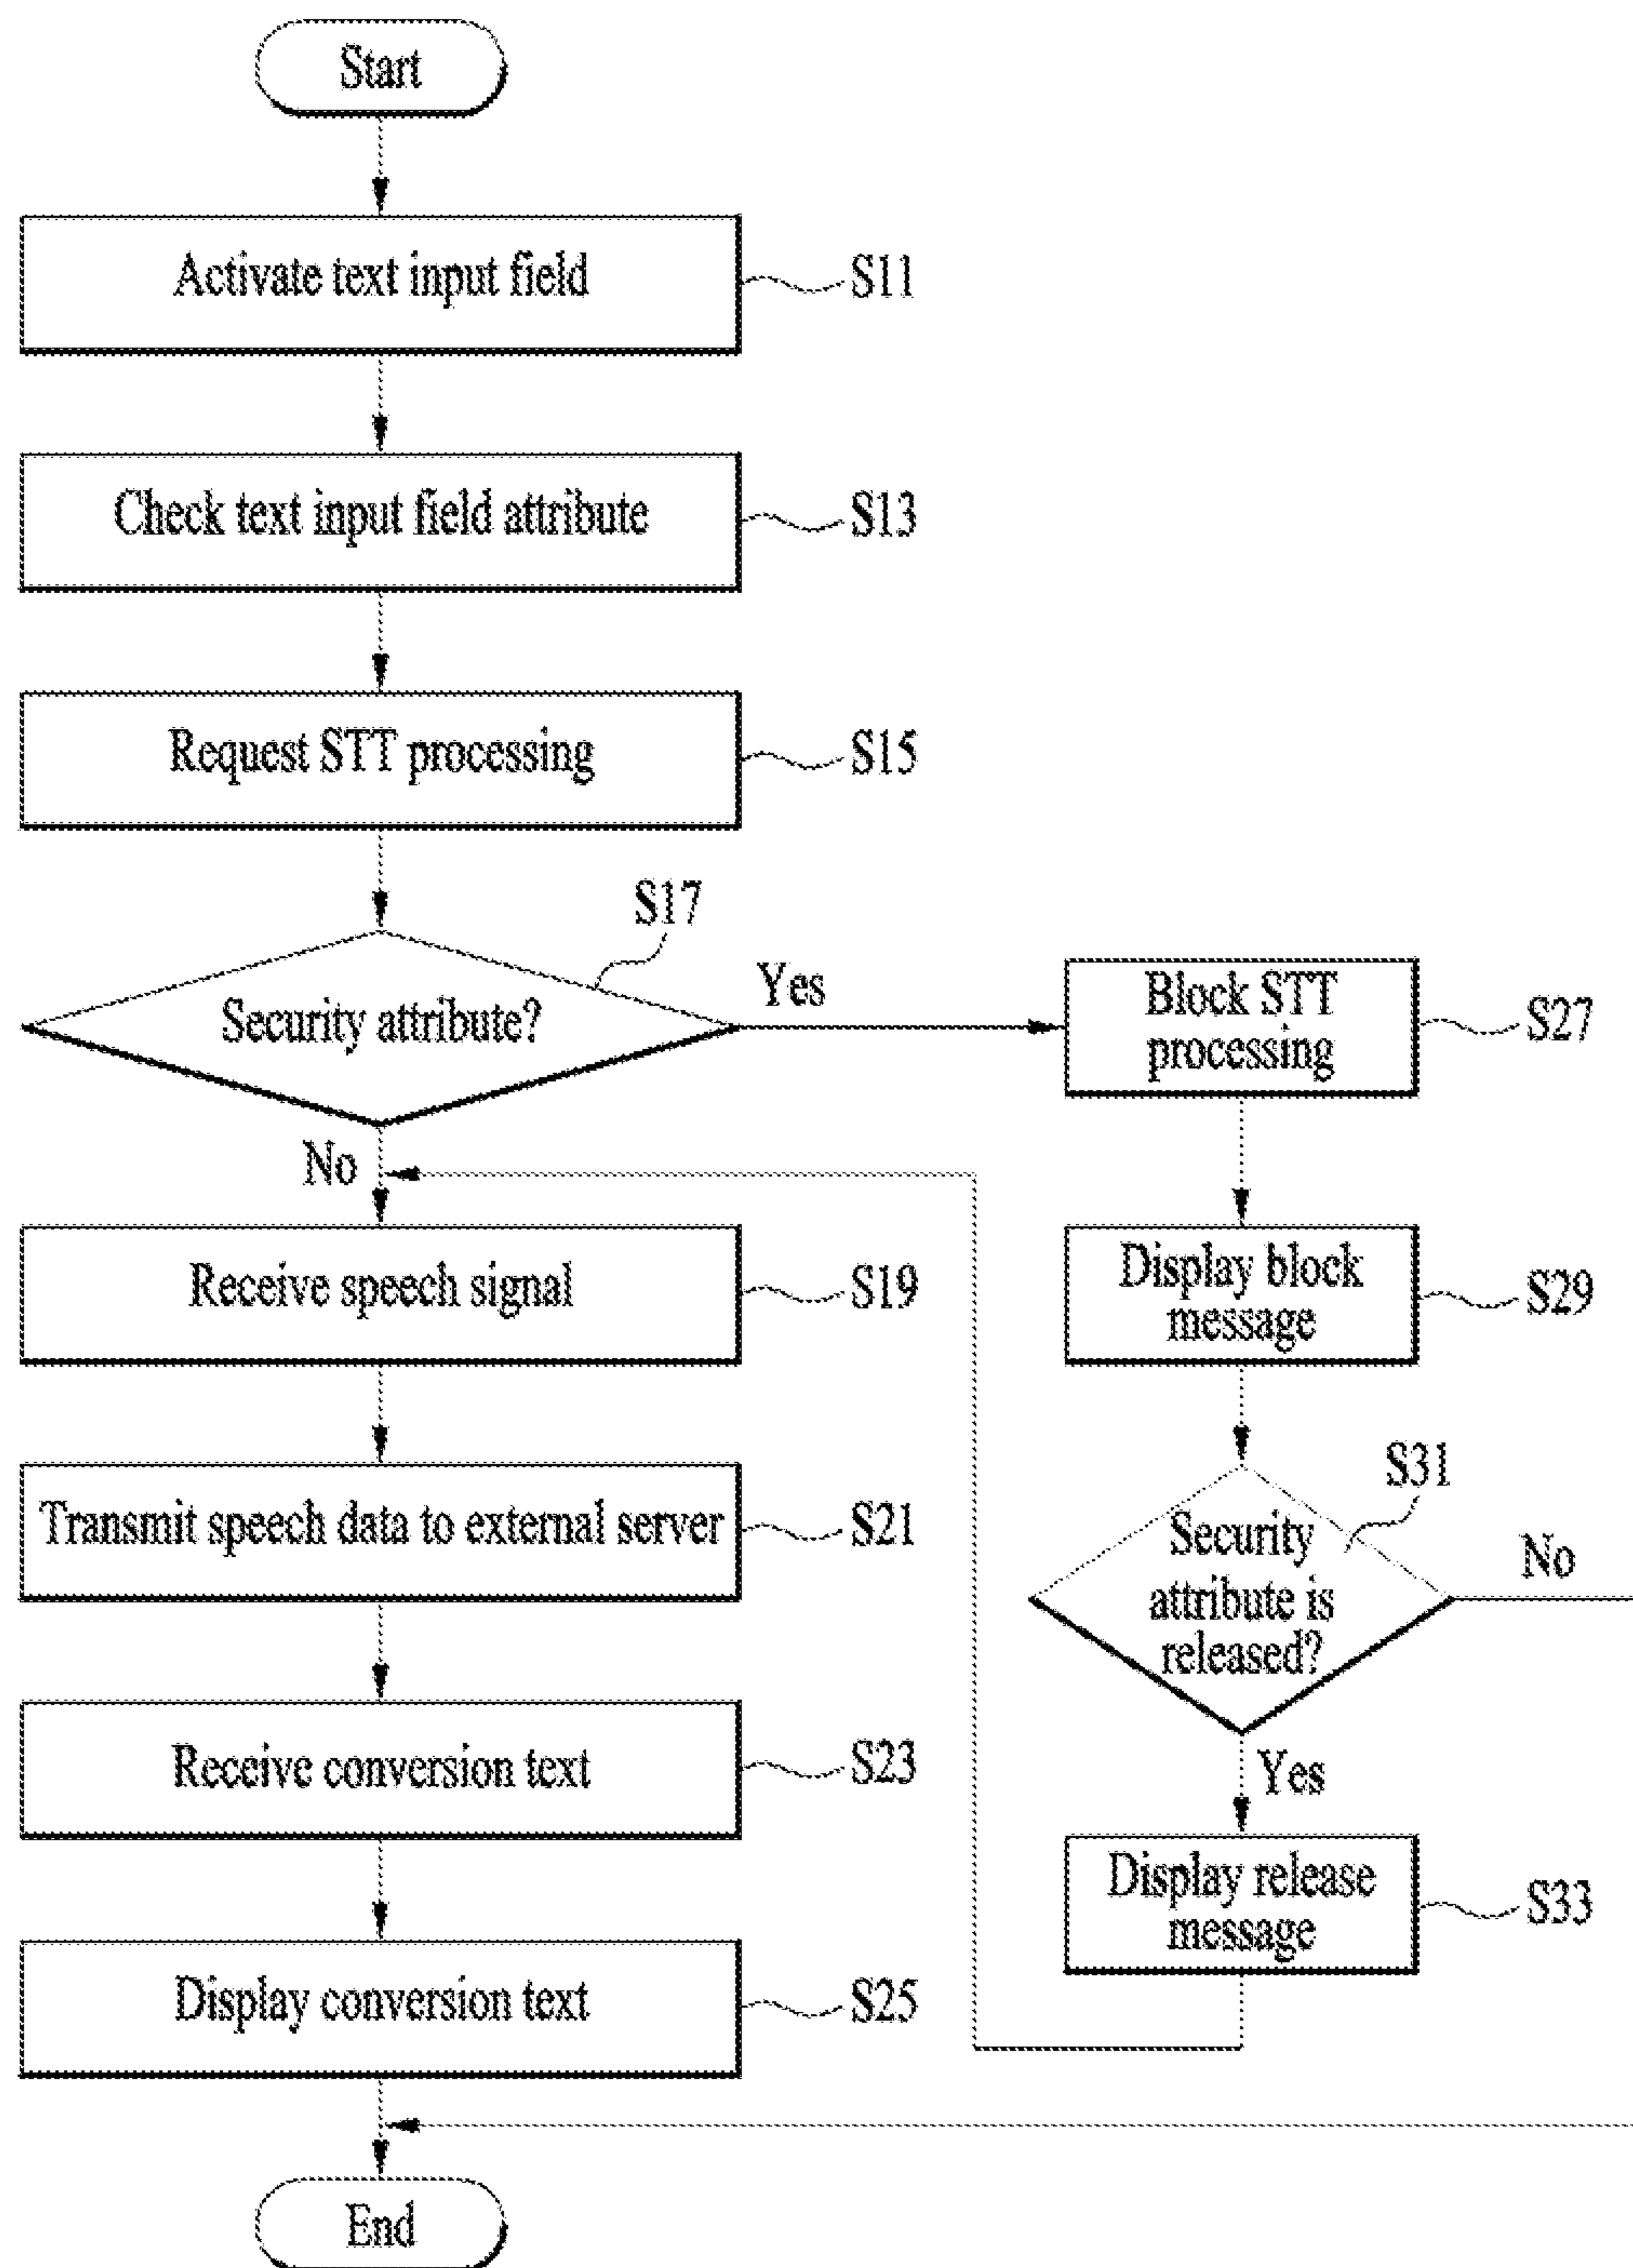 Start
Activate text input field
S11
Check text input field attribute
S13
Request STT processing
S15
S17
Security attribute?
Yes
No
Block STT
processing
S27
Receive speech signal
S19
Display block
message
S29
Transmit speech data to external server
S21
S31
Security
attribute is
released?
No
Yes
Receive conversion text
S23
Display release
message
S33
Display conversion text
S25
End